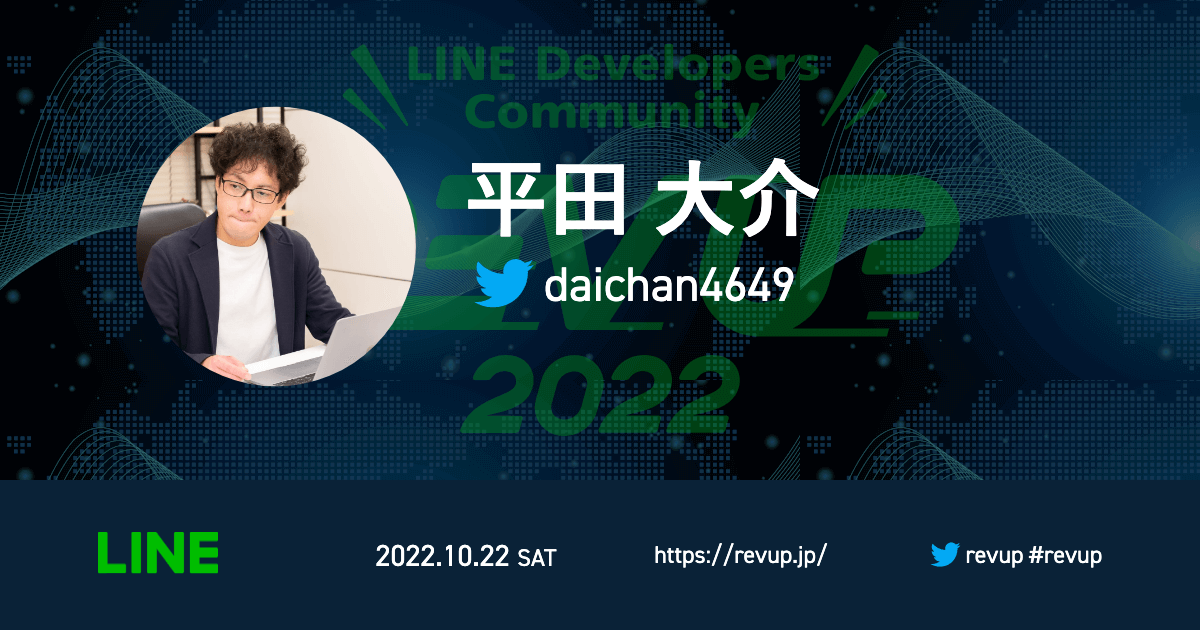 LINE Developers
Community
平田 大介
daichan4649
REVUP
2022
LINE
2022.10.22 SAT
https://revup.jp/
revup #revup